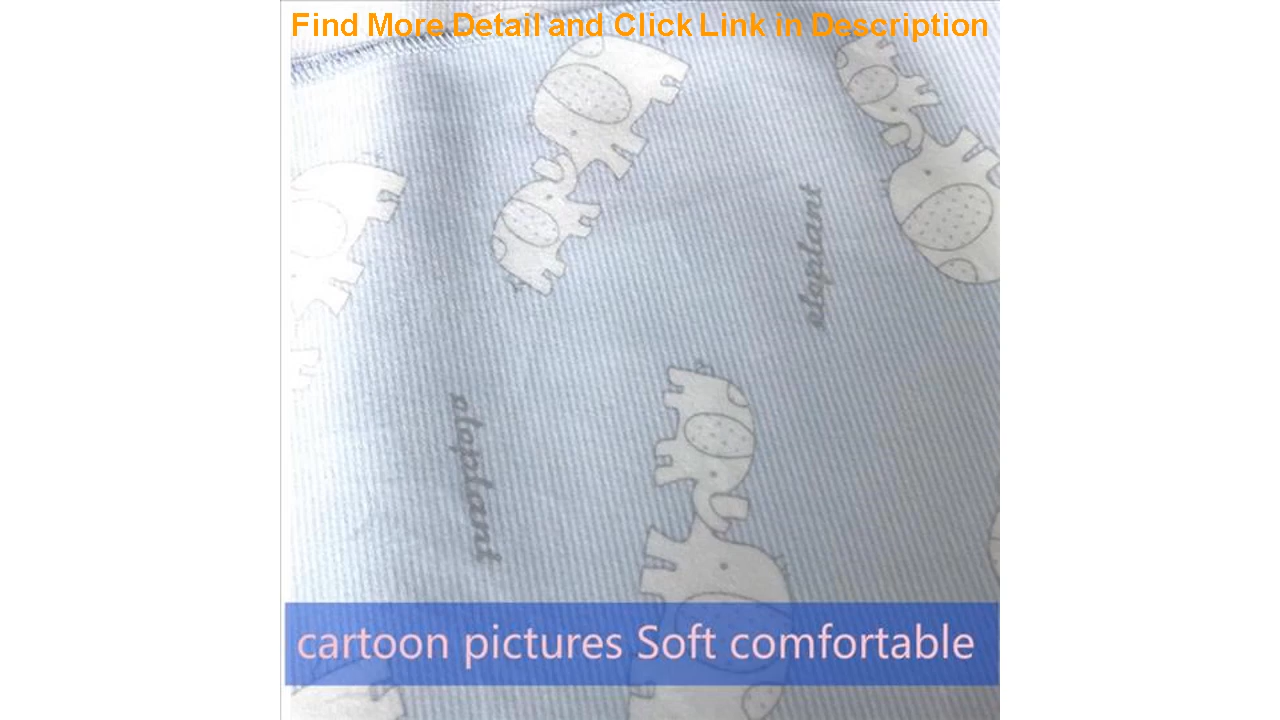 Find More Detail and Click Link in Description
eloplant
eloplant
cartoon pictures Soft comfortable